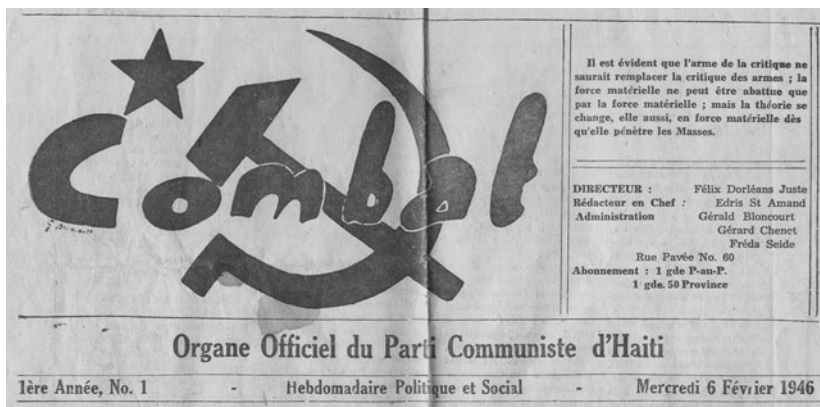 Combat
Il est évident que l'arme de la critique ne
saurait remplacer la critique des armes ; la
force matérielle ne peut être abattue que
par la force matérielle ; mais la théorie se
change, elle aussi, en force matérielle dès
qu'elle pénètre les Masses.
DIRECTEUR : Félix Dorléans Juste
Rédacteur en Chef : Edris St Amand
Administration Gérald Bloncourt
Gérard Chenet
Fréda Seide
Rue Pavée No. 60
Abonnement : 1 gde P-au-P.
1 gde. 50 Province
Organe Officiel du Parti Communiste d'Haiti
1ère Année, No. 1 - Hebdomadaire Politique et Social - Mercredi 6 Février 1946